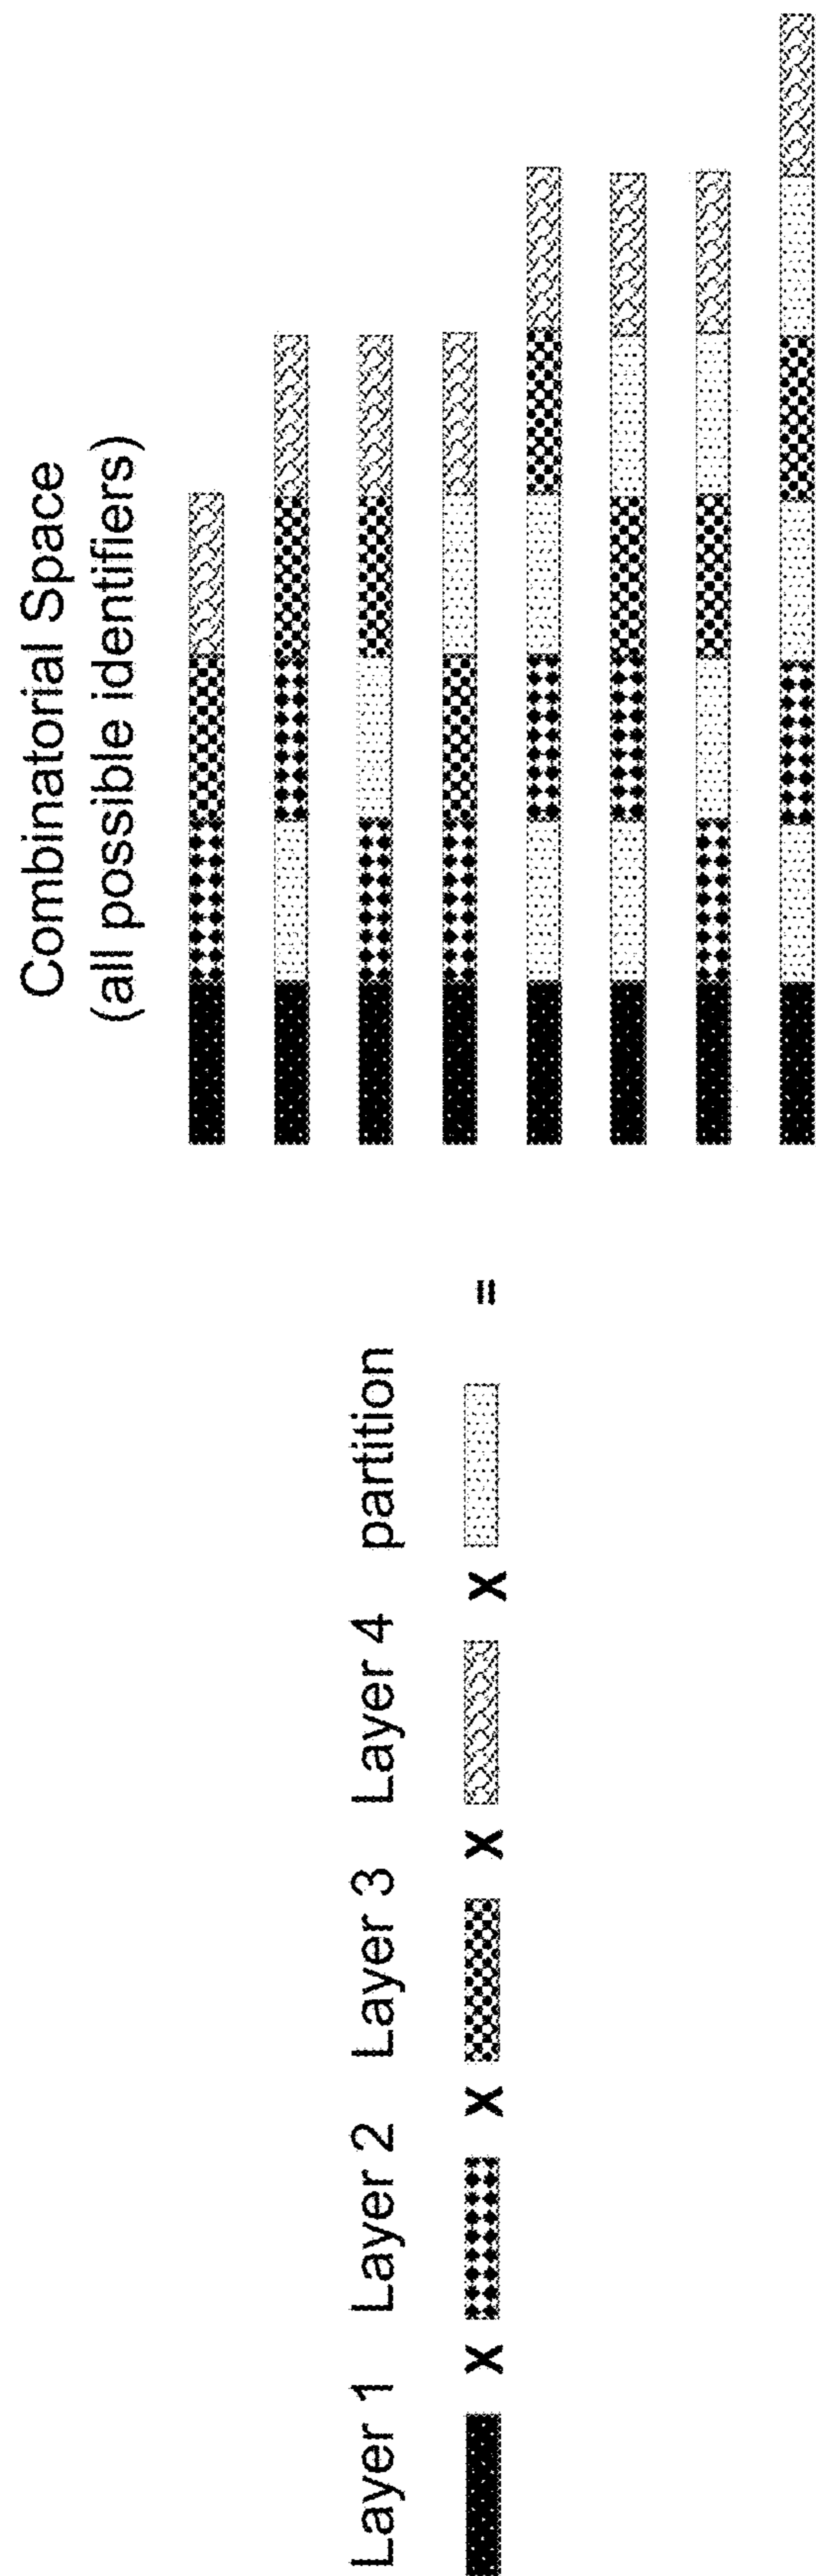 Combinatorial Space
(all possible identifiers)
Layer 1 Layer 2 Layer 3 Layer 4 partition
X X X X =